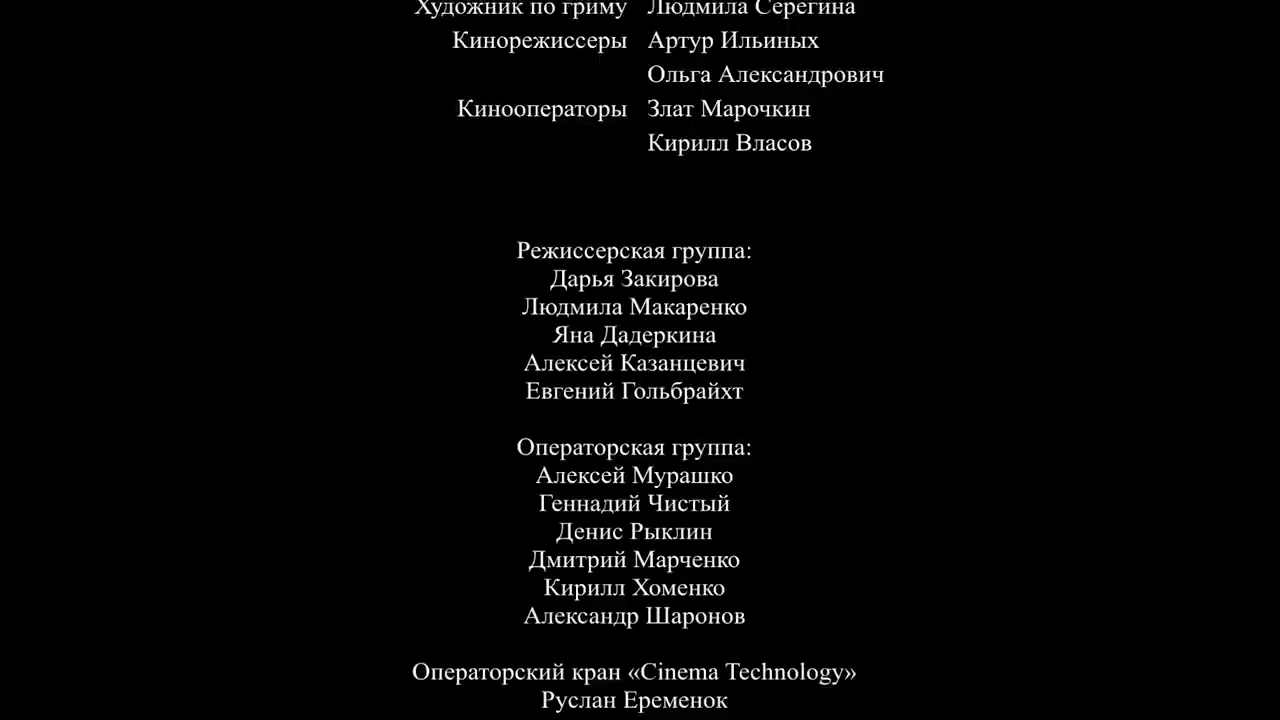 Художник по гриму Людмила Серегина
Кинорежиссеры Артур Ильиных
Ольга Александрович
Кинооператоры Злат Марочкин
Кирилл Власов
Режиссерская группа:
Дарья Закирова
Людмила Макаренко
Яна Дадеркина
Алексей Казанцевич
Евгений Гольбрайхт
Операторская группа:
Алексей Мурашко
Геннадий Чистый
Денис Рыклин
Дмитрий Марченко
Кирилл Хоменко
Александр Шаронов
Операторский кран «Cinema Technology»
Руслан Еременок